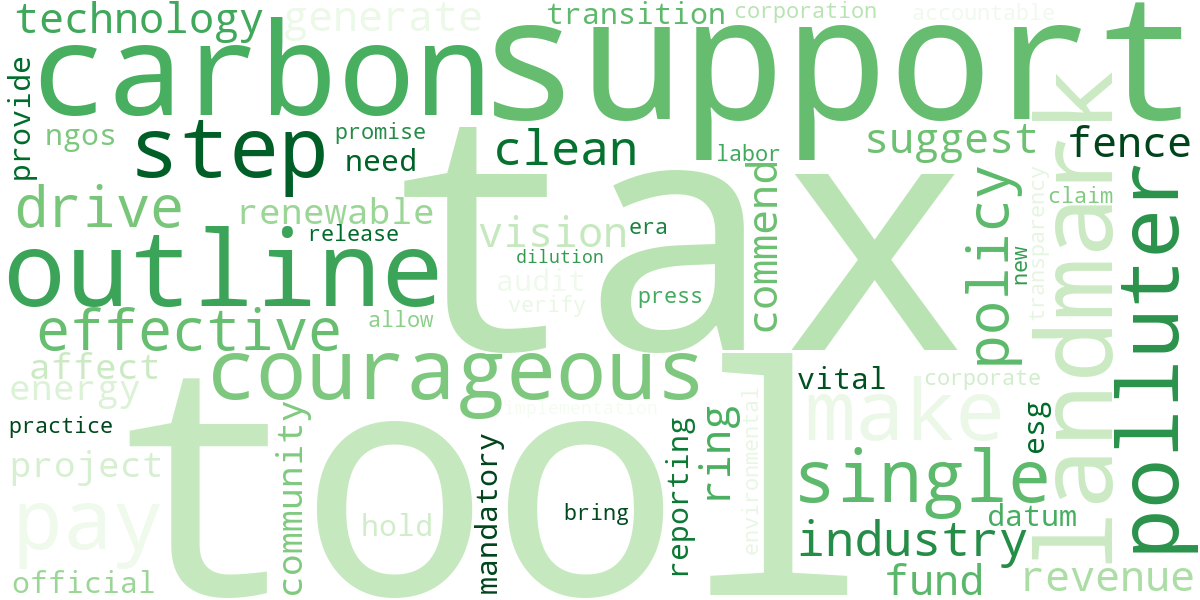 technology
generate
transition
corporation
accountable
carbon
support
provide
ngos
step
promise
need
clean
labor
suggest
fence
landmark
drive
renewable
release
vision
era
commend
policy
transparency
claim
polluter
outline
tax
dilution
audit
verify
press
new
effective
allow
affect
energy
courageous
vital
corporate
practice
implementation
make
esg
project
community
tool
mandatory
reporting
ring
environmental
single
pay
hold
bring
datum
industry
official
fund
revenue